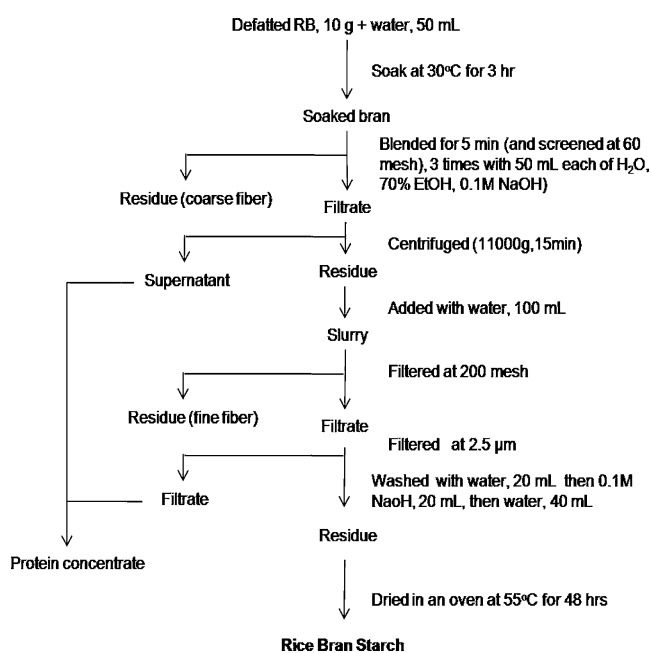 Defatted RB, 10 g + water, 50 mL
Soak at 30°C for 3 hr
Soaked bran
Blended for 5 min (and screened at 60
mesh), 3 times with 50 mL each of H₂O,
70% EtOH, 0.1M NaOH)
Residue (coarse fiber)
Filtrate
Centrifuged (11000g,15min)
Supernatant
Residue
Added with water, 100 mL
Slurry
Filtered at 200 mesh
Residue (fine fiber)
Filtrate
Filtered at 2.5 µm
Washed with water, 20 mL then 0.1M
NaoH, 20 mL, then water, 40 mL
Filtrate
Residue
Protein concentrate
Dried in an oven at 55°C for 48 hrs
Rice Bran Starch